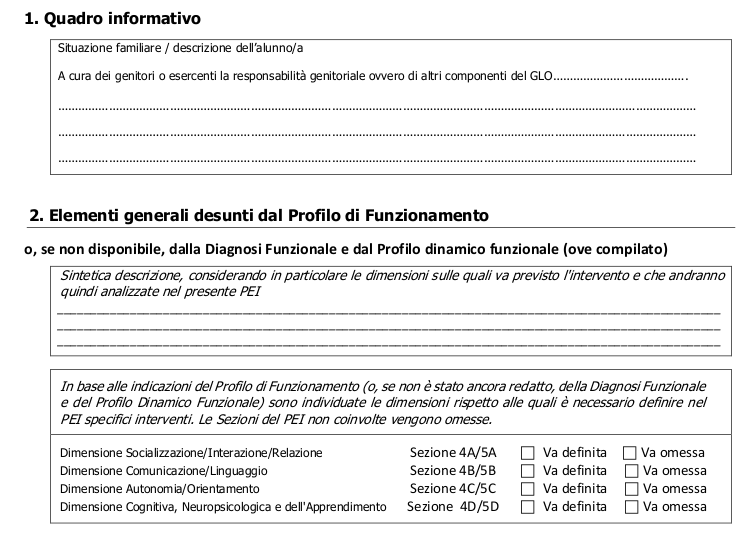 1. Quadro informativo
Situazione familiare / descrizione dell'alunno/a
A cura dei genitori o esercenti la responsabilità genitoriale ovvero di altri componenti del GLO........................................
................................................................................................................................................................
................................................................................................................................................................
................................................................................................................................................................
2. Elementi generali desunti dal Profilo di Funzionamento
o, se non disponibile, dalla Diagnosi Funzionale e dal Profilo dinamico funzionale (ove compilato)
Sintetica descrizione, considerando in particolare le dimensioni sulle quali va previsto l'intervento e che andranno
quindi analizzate nel presente PEI
________________________________________________________________________________
________________________________________________________________________________
________________________________________________________________________________
In base alle indicazioni del Profilo di Funzionamento (o, se non è stato ancora redatto, della Diagnosi Funzionale
e del Profilo Dinamico Funzionale) sono individuate le dimensioni rispetto alle quali è necessario definire nel
PEI specifici interventi. Le Sezioni del PEI non coinvolte vengono omesse.
Dimensione Socializzazione/Interazione/Relazione Sezione 4A/5A ☐ Va definita ☐ Va omessa
Dimensione Comunicazione/Linguaggio Sezione 4B/5B ☐ Va definita ☐ Va omessa
Dimensione Autonomia/Orientamento Sezione 4C/5C ☐ Va definita ☐ Va omessa
Dimensione Cognitiva, Neuropsicologica e dell'Apprendimento Sezione 4D/5D ☐ Va definita ☐ Va omessa